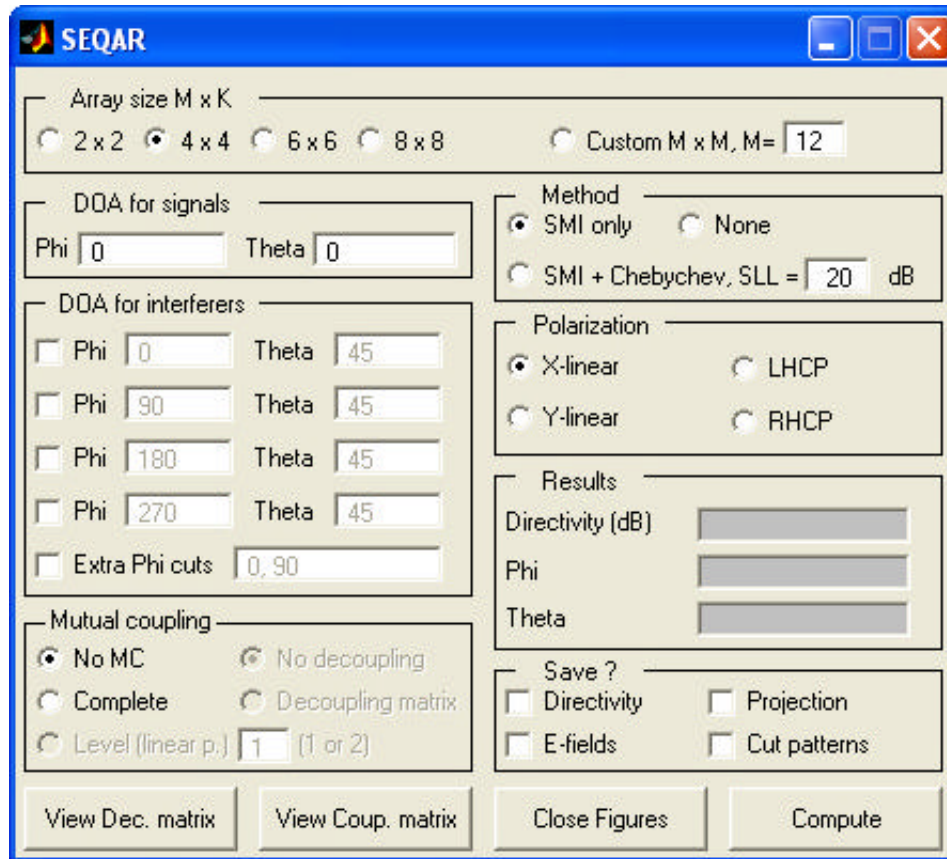 SEQAR
Array size M x K
2 x 2 4 x 4 6 x 6 8 x 8 Custom M x M, M= 12
DOA for signals
Phi 0 Theta 0
DOA for interferers
Phi 0 Theta 45
Phi 90 Theta 45
Phi 180 Theta 45
Phi 270 Theta 45
Extra Phi cuts 0, 90
Mutual coupling
No MC No decoupling
Complete Decoupling matrix
Level (linear p.) 1 (1 or 2)
Method
SMI only None
SMI + Chebychev, SLL = 20 dB
Polarization
X-linear LHCP
Y-linear RHCP
Results
Directivity (dB)
Phi
Theta
Save ?
Directivity Projection
E-fields Cut patterns
View Dec. matrix View Coup. matrix Close Figures Compute